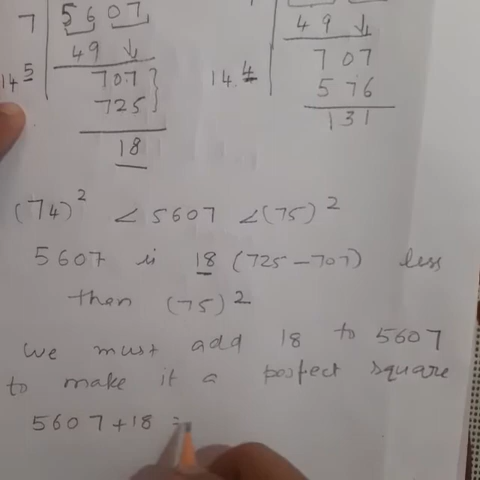 7 5607
49 ↓
14 5 707
725
18
49 ↓
707
14.4 576
131
(74)² < 5607 < (75)²
5607 is 18 (725-707) less
than (75)²
We must add 18 to 5607
to make it a perfect square
5607+18 =